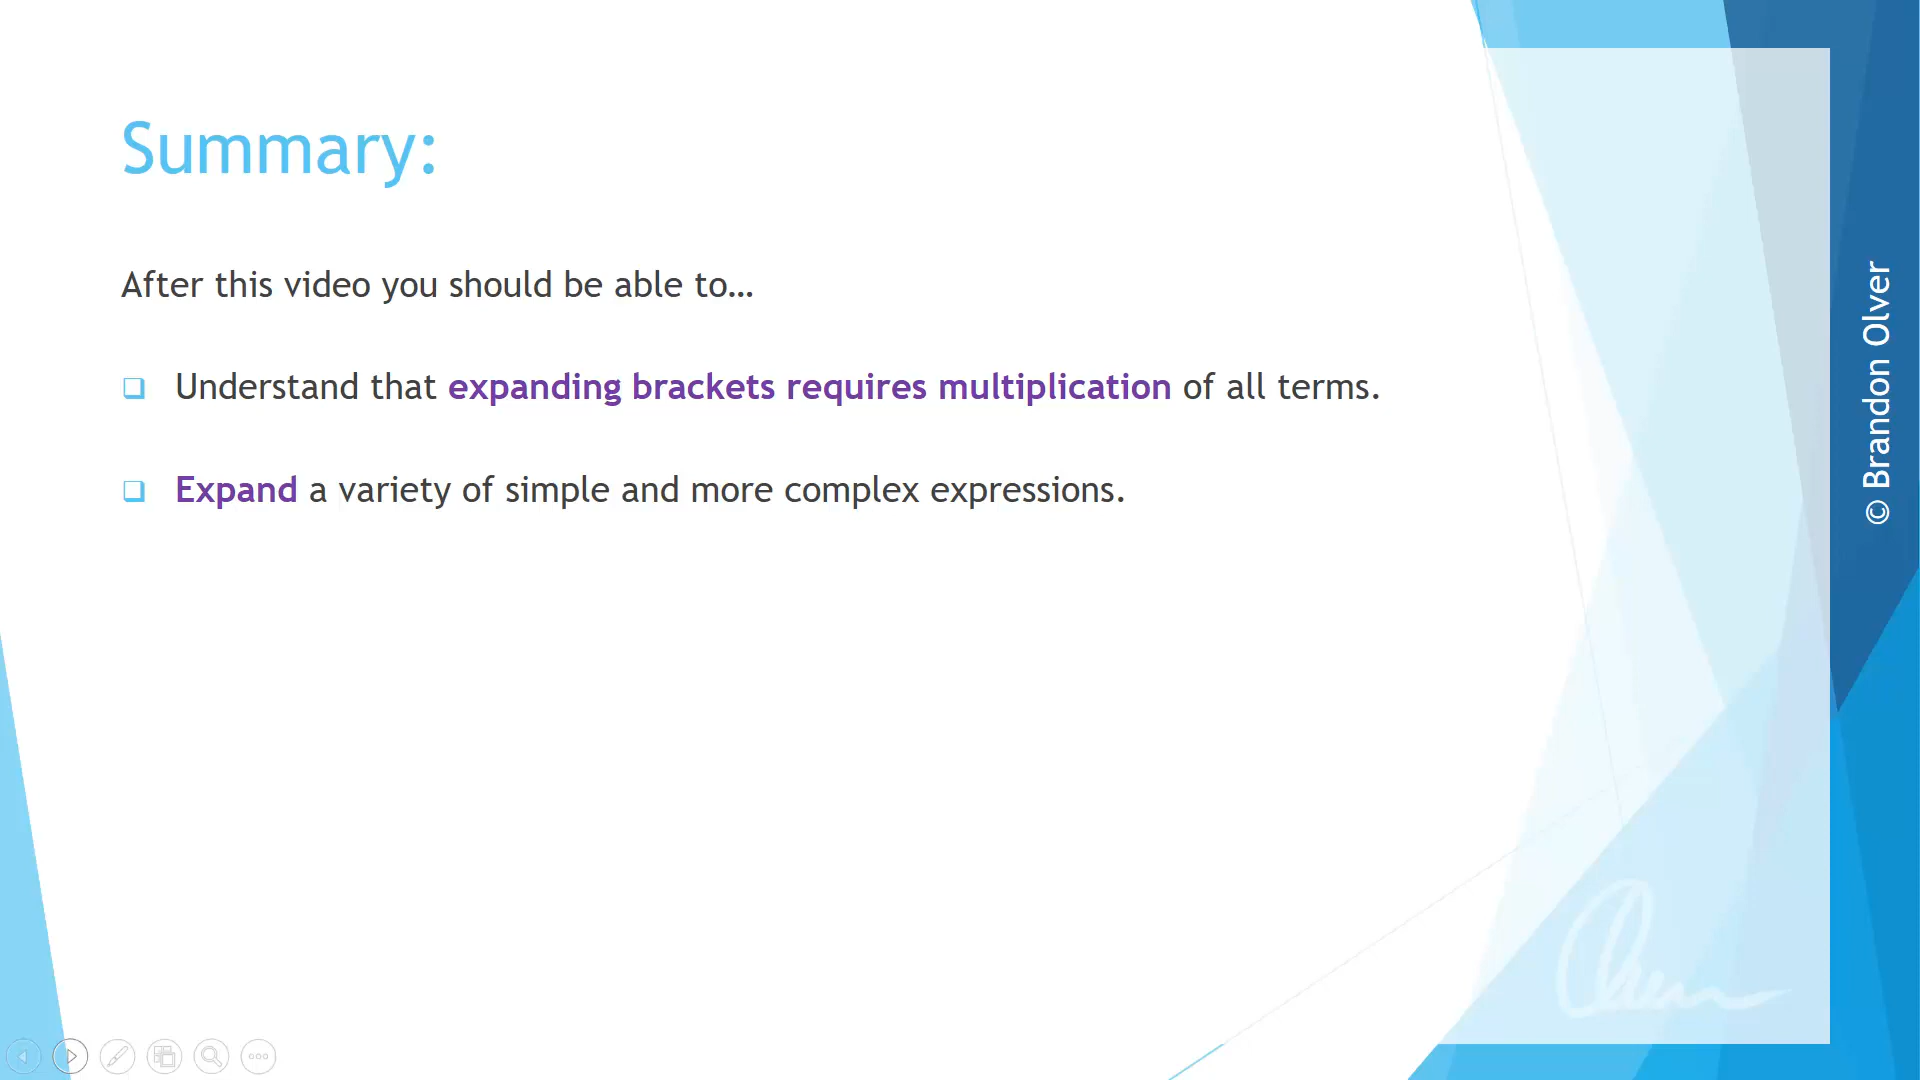 Summary:
After this video you should be able to…
❑ Understand that expanding brackets requires multiplication of all terms.
❑ Expand a variety of simple and more complex expressions.
© Brandon Olver